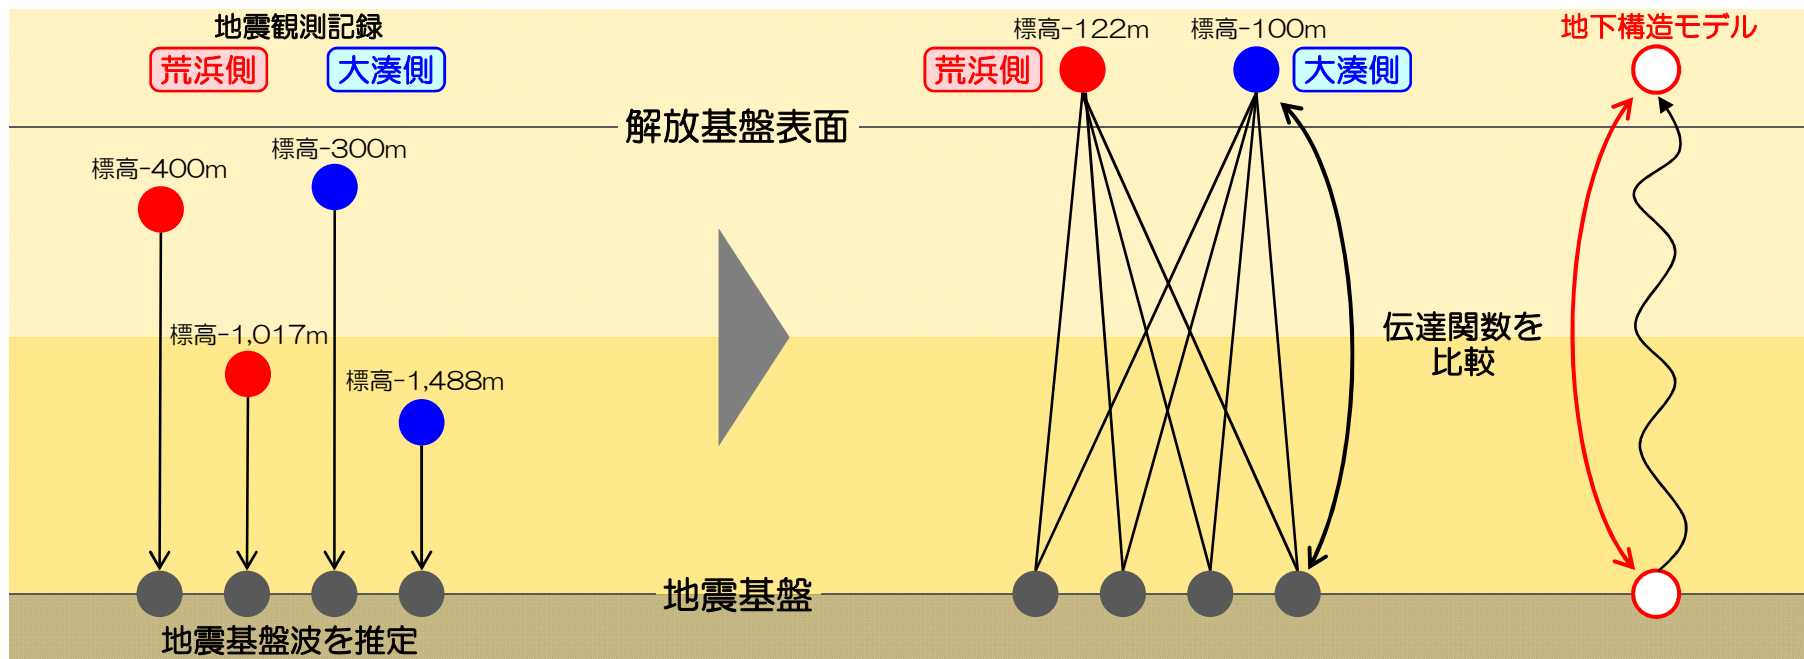 地震観測記録
荒浜側
大湊側
標高-400m
標高-300m
標高-1,017m
標高-1,488m
地震基盤波を推定
解放基盤表面
地震基盤
標高-122m
標高-100m
荒浜側
大湊側
伝達関数を
比較
地下構造モデル